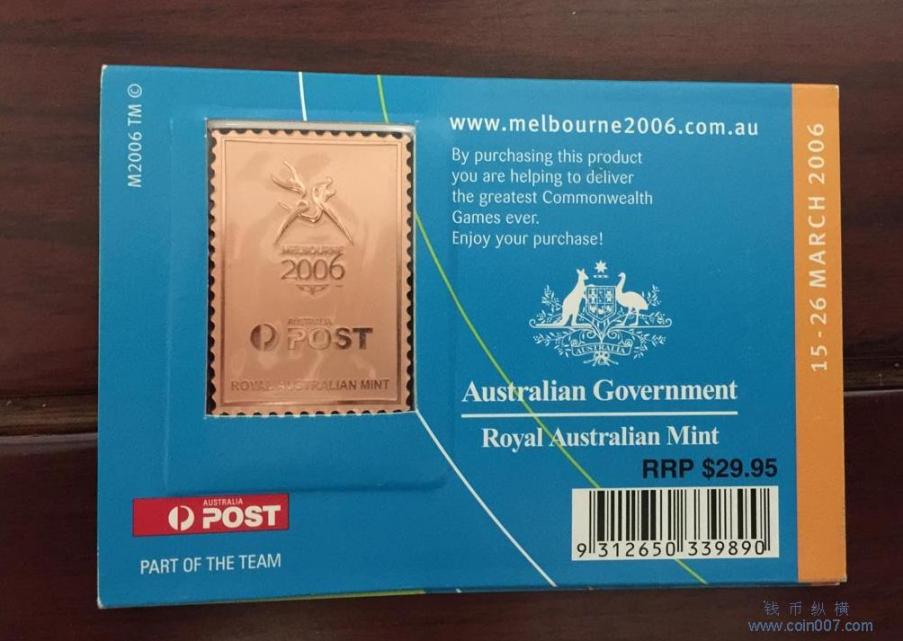 M2006 TM ©
MELBOURNE
2006
AUSTRALIA
POST
ROYAL AUSTRALIAN MINT
www.melbourne2006.com.au
By purchasing this product
you are helping to deliver
the greatest Commonwealth
Games ever.
Enjoy your purchase!
AUSTRALIA
Australian Government
Royal Australian Mint
RRP $29.95
9 312650 339890
15 - 26 MARCH 2006
AUSTRALIA
POST
PART OF THE TEAM
钱币纵横
www.coin007.com